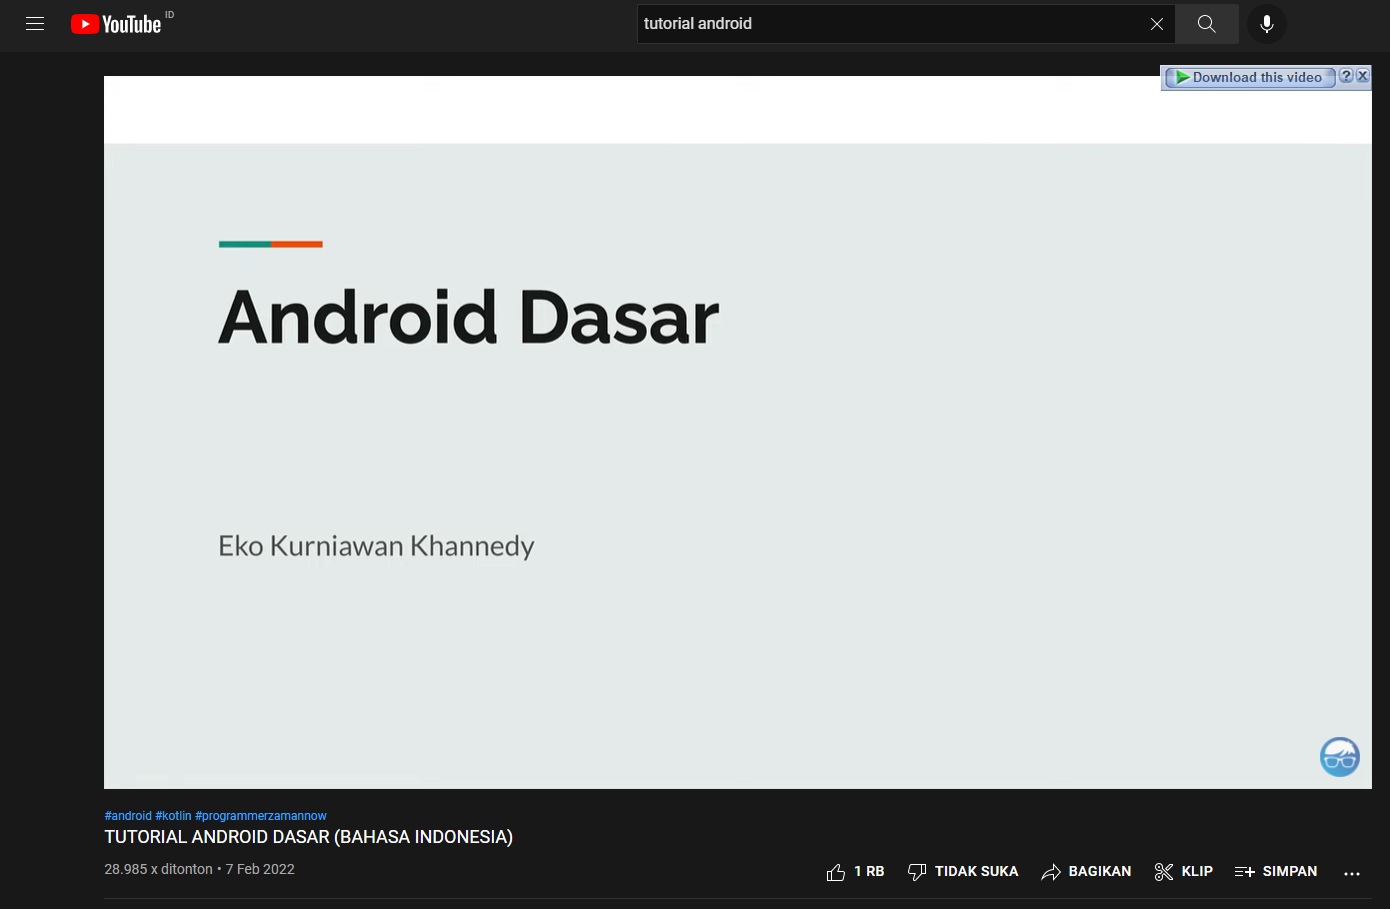 YouTube ID
tutorial android
Download this video ? X
Android Dasar
Eko Kurniawan Khannedy
#android #kotlin #programmerzamannow
TUTORIAL ANDROID DASAR (BAHASA INDONESIA)
28.985 x ditonton • 7 Feb 2022
1 RB TIDAK SUKA BAGIKAN KLIP SIMPAN